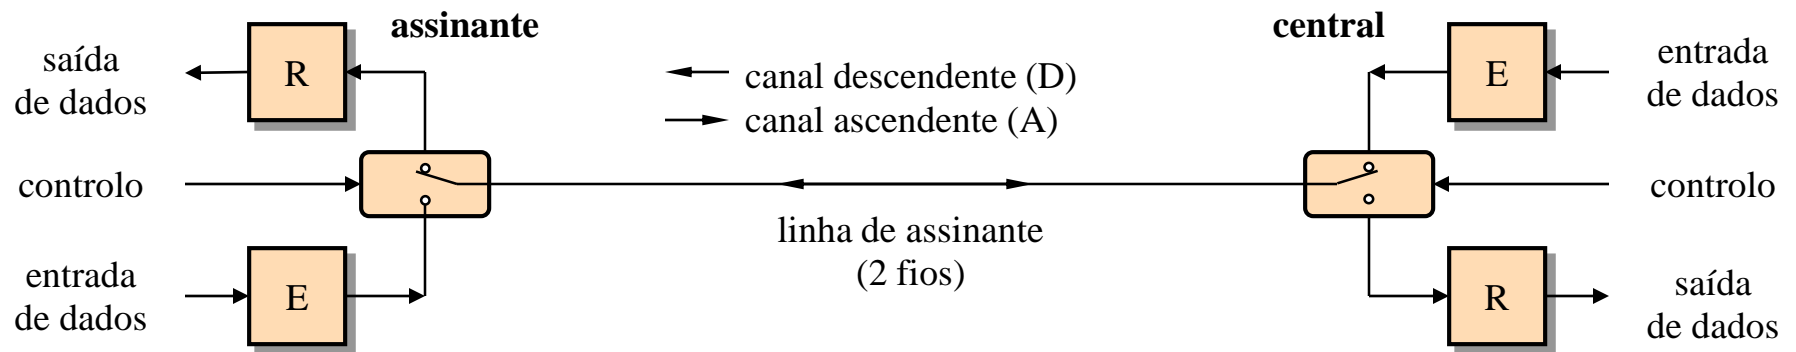 assinante
central
saída
de dados
R
canal descendente (D)
canal ascendente (A)
E
entrada
de dados
controlo
controlo
linha de assinante
(2 fios)
entrada
de dados
E
R
saída
de dados